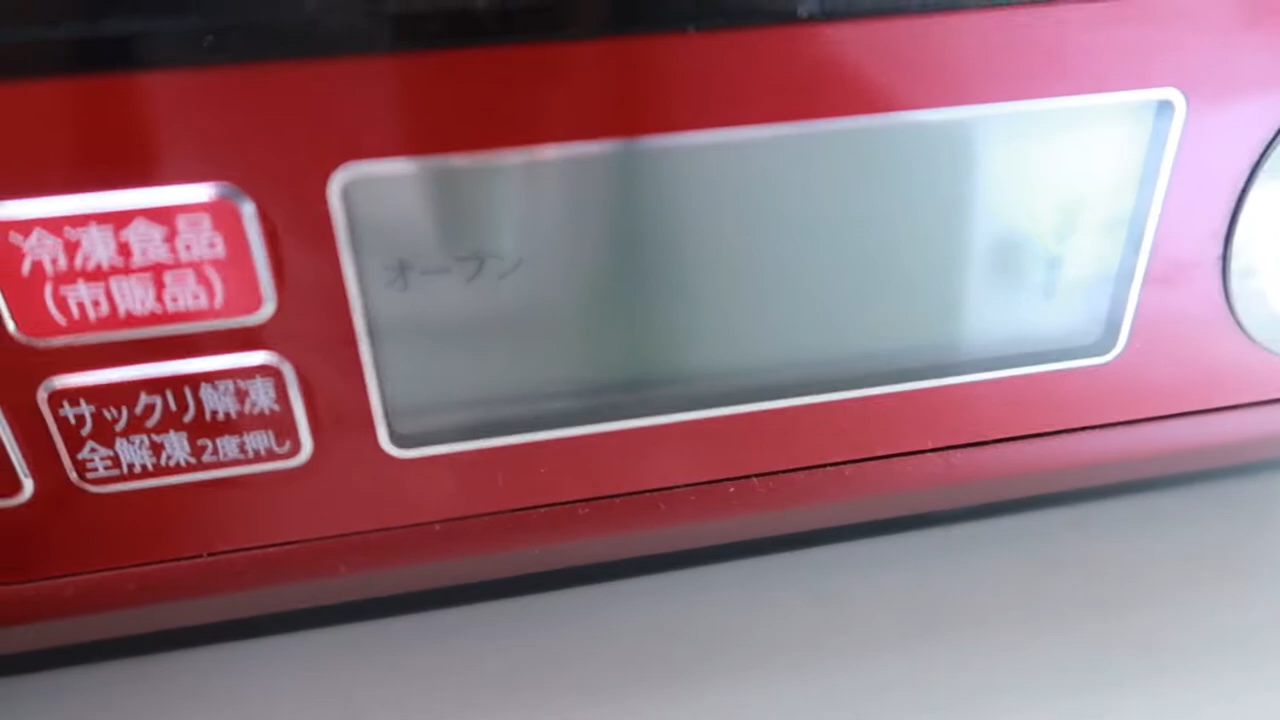 冷凍食品
(市販品)
サックリ解凍
全解凍2度押し
オーブン